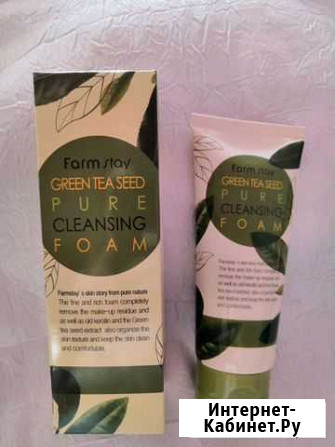 Farm stay
GREEN TEA SEED
PURE
CLEANSING
FOAM
Farmstay's skin story from pure nature
The fine and rich foam completely
remove the make-up residue and
as well as old keratin and the Green
tea seed extract also organize the
skin texture and keep the skin clean
and comfortable.
Farm stay
GREEN TEA SEED
PURE
CLEANSING
FOAM
Интернет-
Кабинет.Ру